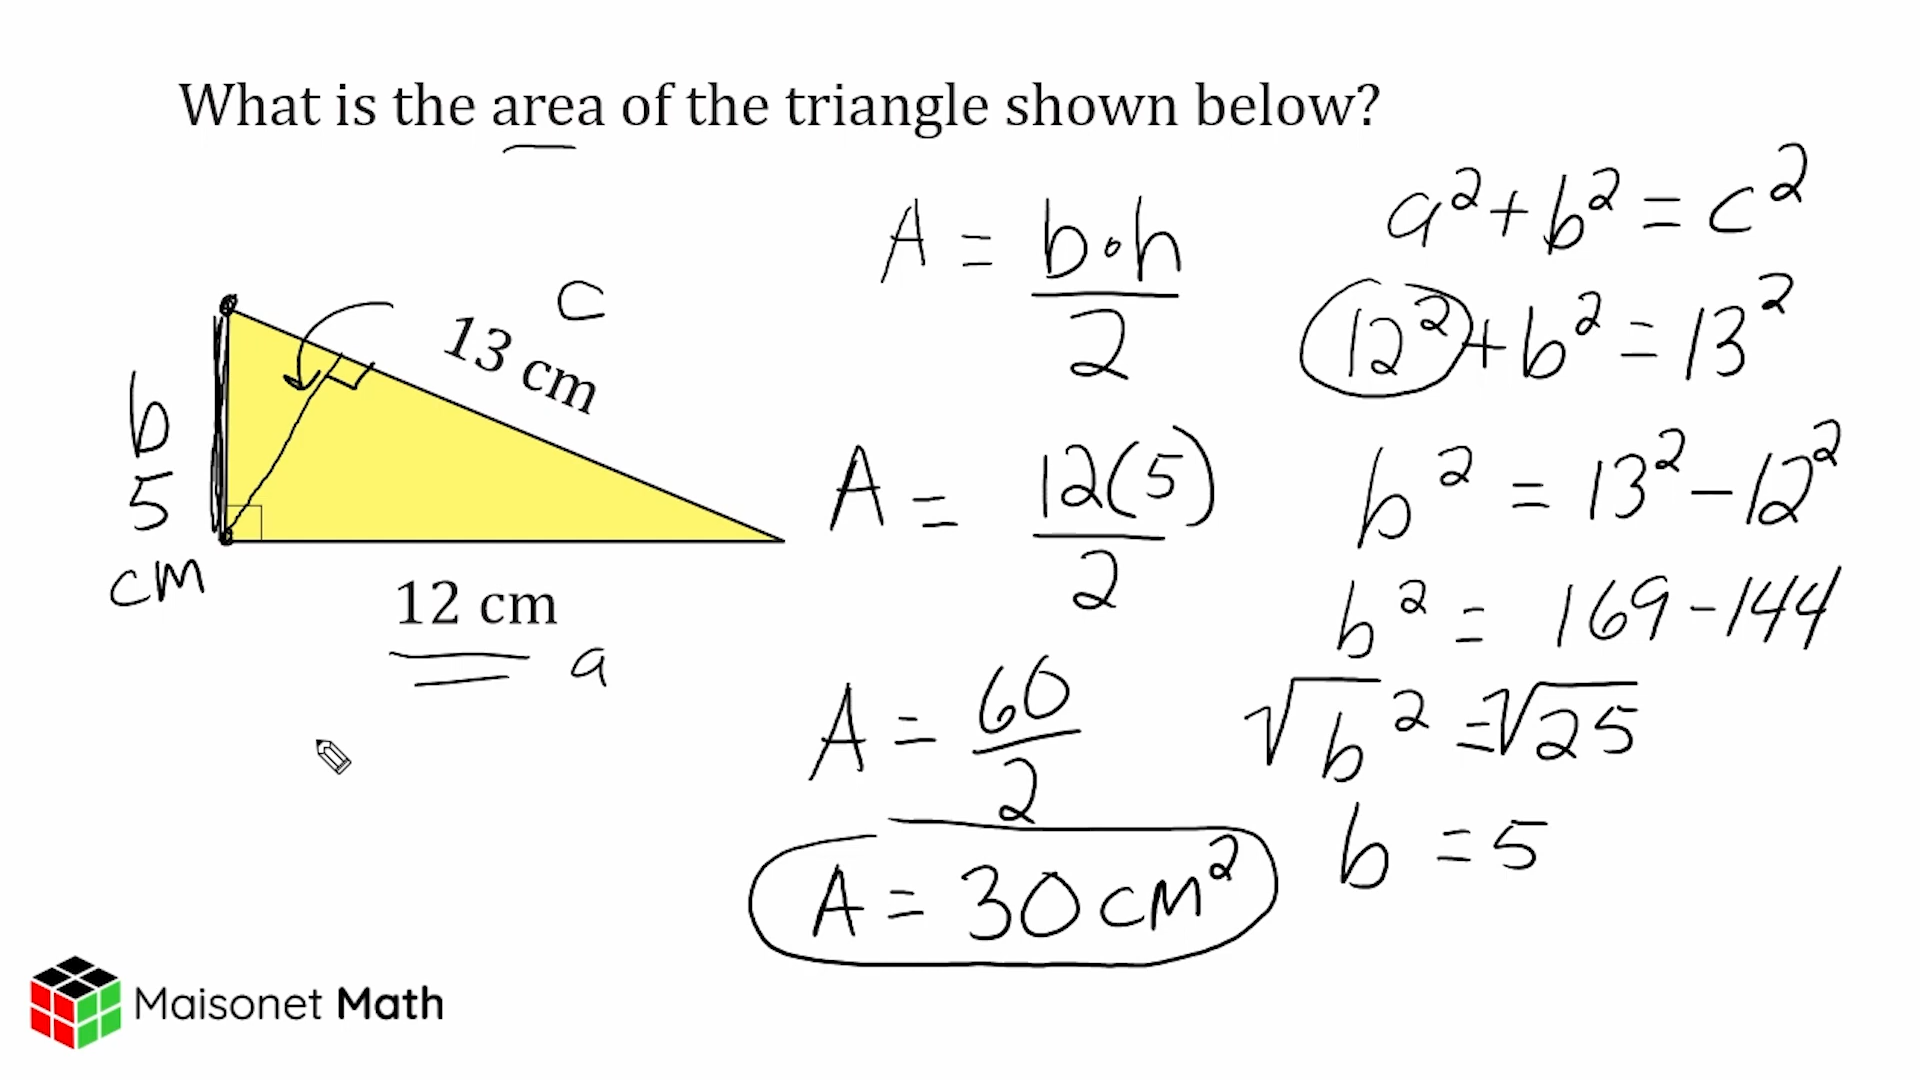 What is the area of the triangle shown below?
c
13 cm
b
5
cm
12 cm
a
A = b·h/2
A = 12(5)/2
A = 60/2
A = 30 cm²
a² + b² = c²
12² + b² = 13²
b² = 13² – 12²
b² = 169 – 144
√b² = √25
b = 5
Maisonet Math